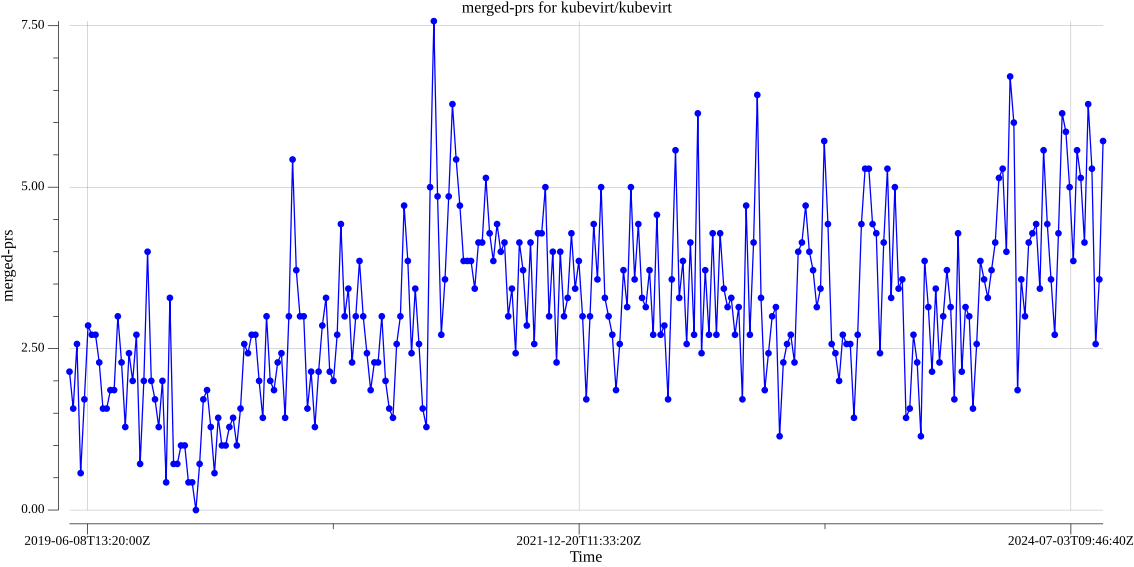 merged-prs for kubevirt/kubevirt
7.50
5.00
merged-prs
2.50
0.00
2019-06-08T13:20:00Z
2021-12-20T11:33:20Z
2024-07-03T09:46:40Z
Time